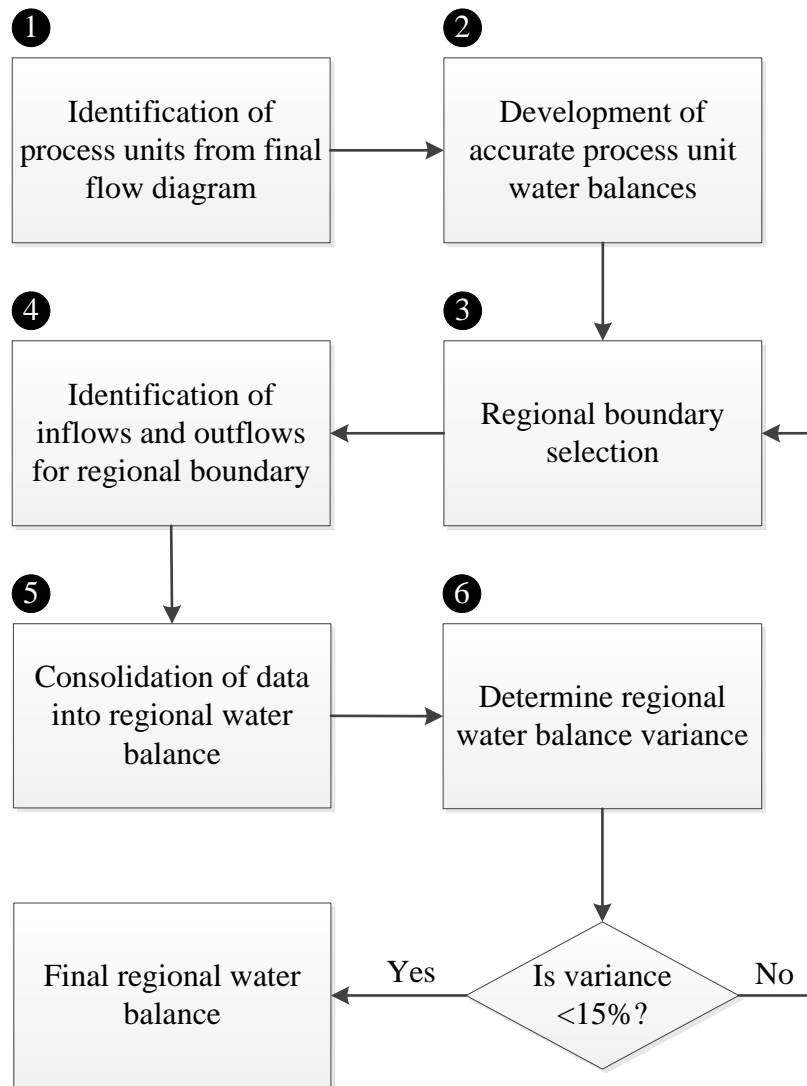 1
Identification of
process units from final
flow diagram
2
Development of
accurate process unit
water balances
3
Regional boundary
selection
4
Identification of
inflows and outflows
for regional boundary
5
Consolidation of data
into regional water
balance
6
Determine regional
water balance variance
Is variance
<15%?
Yes
No
Final regional water
balance